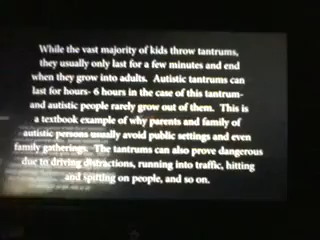 While the vast majority of kids throw tantrums,
they usually only last for a few minutes and end
when they grow into adults. Autistic tantrums can
last for hours- 6 hours in the case of this tantrum-
and autistic people rarely grow out of them. This is
a textbook example of why parents and family of
autistic persons usually avoid public settings and even
family gatherings. The tantrums can also prove dangerous
due to driving distractions, running into traffic, hitting
and spitting on people, and so on.